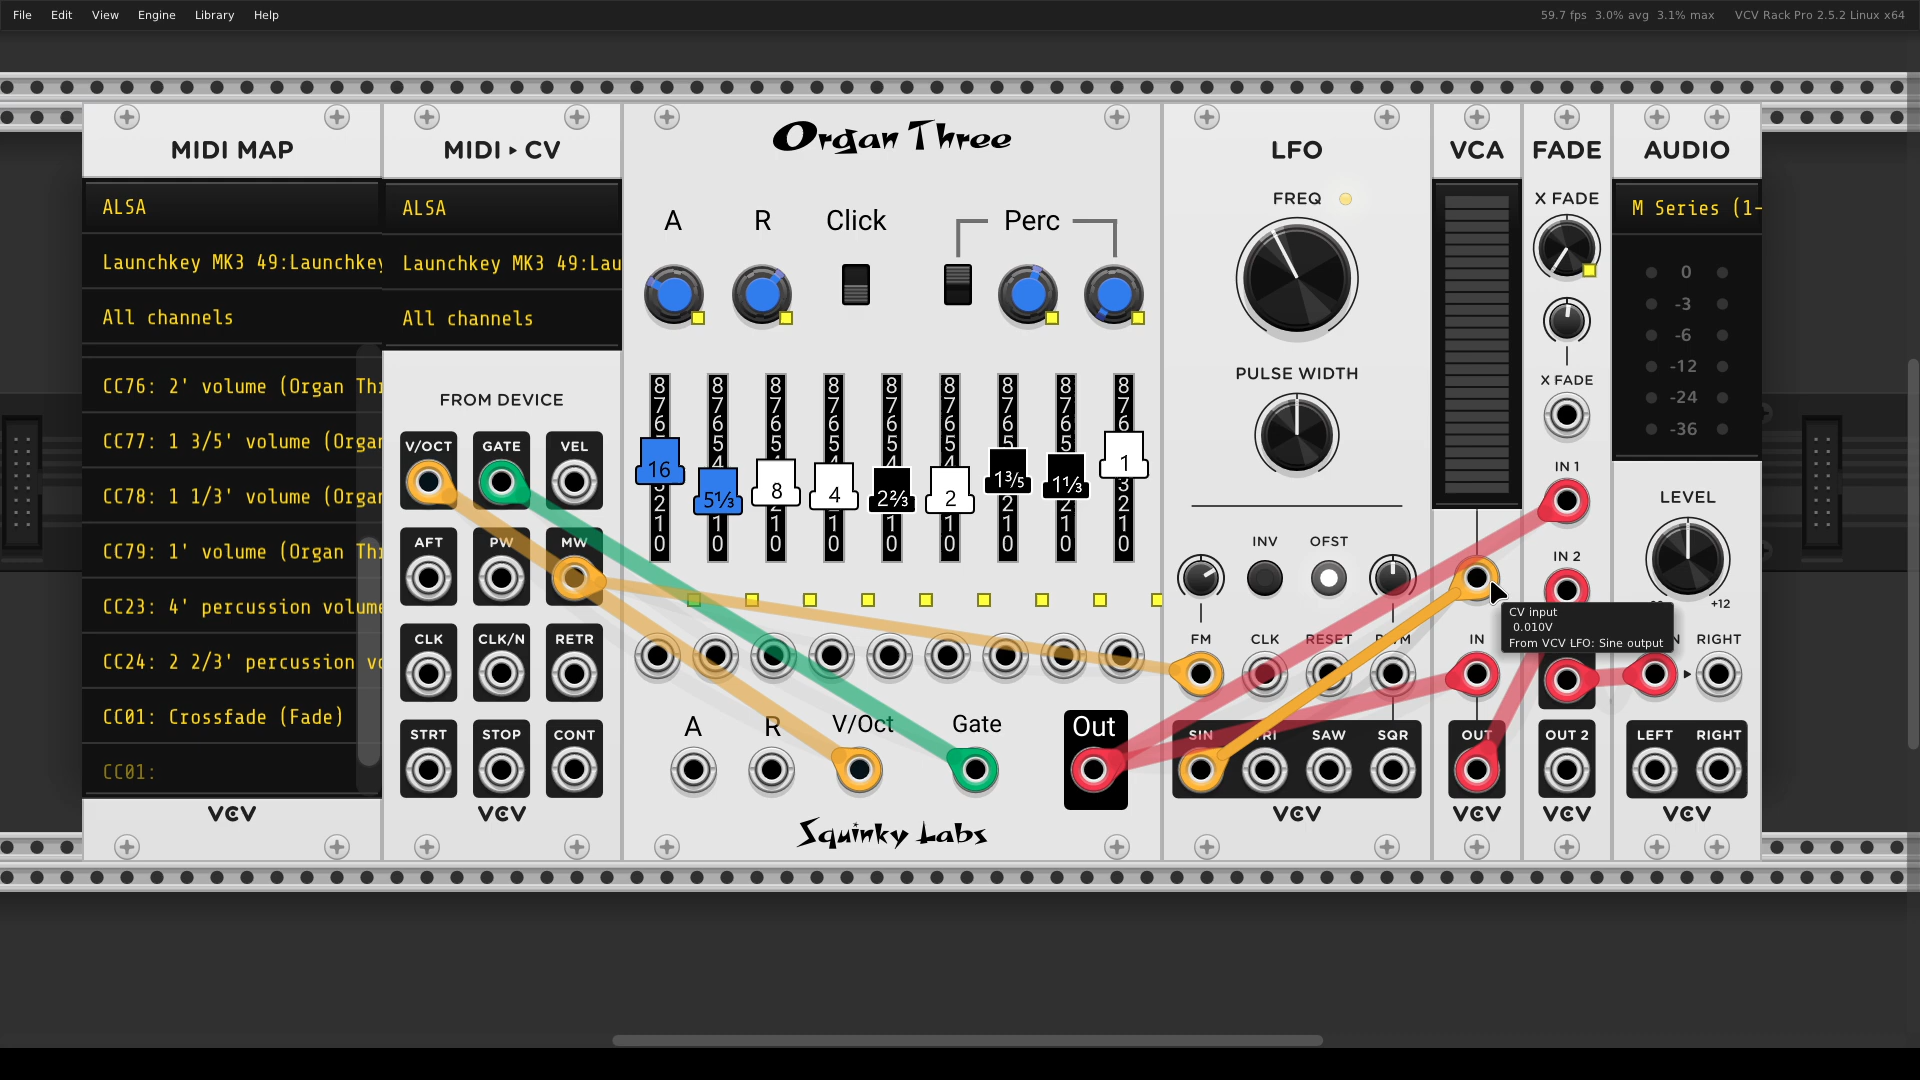 File Edit View Engine Library Help
59.7 fps 3.0% avg 3.1% max VCV Rack Pro 2.5.2 Linux x64
MIDI MAP
ALSA
Launchkey MK3 49:Launchkey
All channels
CC76: 2' volume (Organ Thr
CC77: 1 3/5' volume (Organ
CC78: 1 1/3' volume (Organ
CC79: 1' volume (Organ Thr
CC23: 4' percussion volume
CC24: 2 2/3' percussion vo
CC01: Crossfade (Fade)
CC01:
VCV
MIDI ▸ CV
ALSA
Launchkey MK3 49:Lau
All channels
FROM DEVICE
V/OCT GATE VEL
AFT PW MW
CLK CLK/N RETR
STRT STOP CONT
VCV
Organ Three
A R Click Perc
16 5⅓ 8 4 2⅔ 2 1⅗ 1⅓ 1
A R V/Oct Gate Out
Squinky Labs
LFO
FREQ
PULSE WIDTH
INV OFST
FM CLK RESET PWM
SIN TRI SAW SQR
VCV
VCA
IN
OUT
VCV
FADE
X FADE
X FADE
IN 1
IN 2
OUT 2
VCV
CV input
0.010V
From VCV LFO: Sine output
AUDIO
M Series (1-
0
-3
-6
-12
-24
-36
LEVEL
+12
RIGHT
LEFT RIGHT
VCV